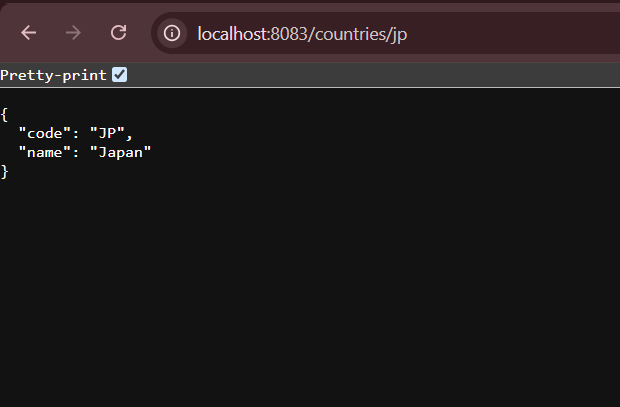 localhost:8083/countries/jp
Pretty-print
{
  "code": "JP",
  "name": "Japan"
}